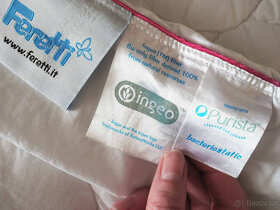 Feretti
www.feretti.it
Ingeo (TM) fiber
the only fiber derived 100%
from natural resources
ingeo
Ingeo and the Ingeo logo
Trademarks of NatureWorks LLC
Purista
bacteriostatic